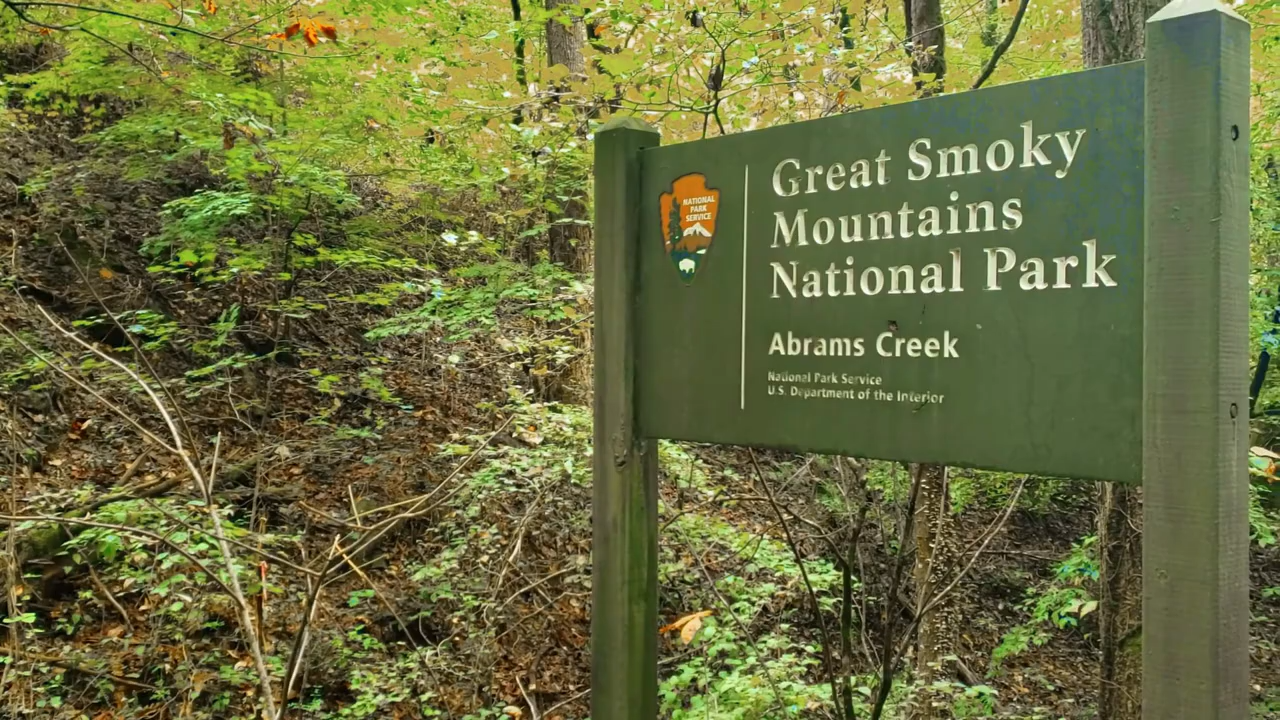 NATIONAL
PARK
SERVICE
Great Smoky
Mountains
National Park
Abrams Creek
National Park Service
U.S. Department of the Interior